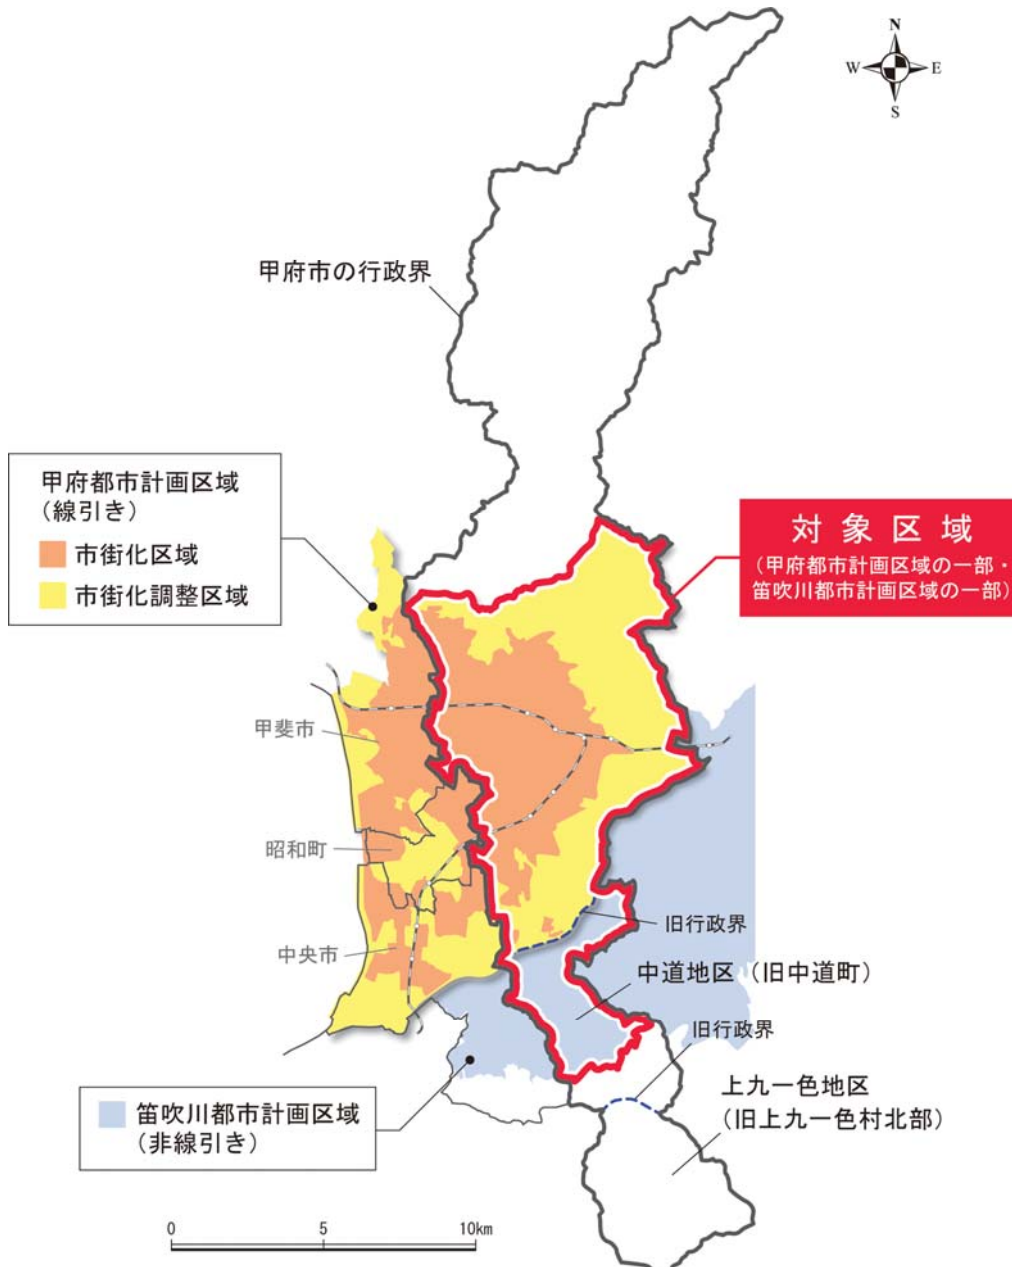 N
W E
S
甲府市の行政界
甲府都市計画区域
(線引き)
市街化区域
市街化調整区域
対象区域
(甲府都市計画区域の一部・
笛吹川都市計画区域の一部)
甲斐市
昭和町
旧行政界
中央市
中道地区(旧中道町)
旧行政界
上九一色地区
(旧上九一色村北部)
笛吹川都市計画区域
(非線引き)
0 5 10km